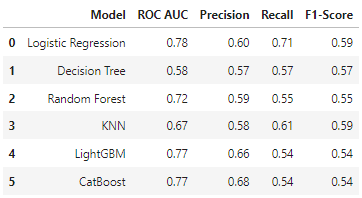 Model ROC AUC Precision Recall F1-Score
0 Logistic Regression 0.78 0.60 0.71 0.59
1 Decision Tree 0.58 0.57 0.57 0.57
2 Random Forest 0.72 0.59 0.55 0.55
3 KNN 0.67 0.58 0.61 0.59
4 LightGBM 0.77 0.66 0.54 0.54
5 CatBoost 0.77 0.68 0.54 0.54